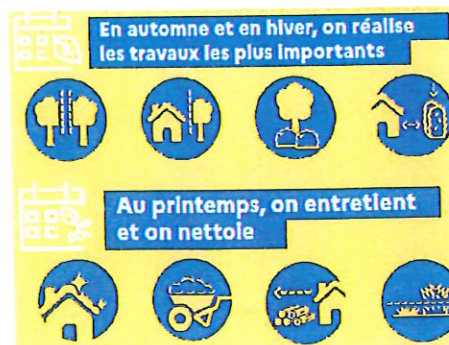 En automne et en hiver, on réalise
les travaux les plus importants
Au printemps, on entretient
et on nettoie